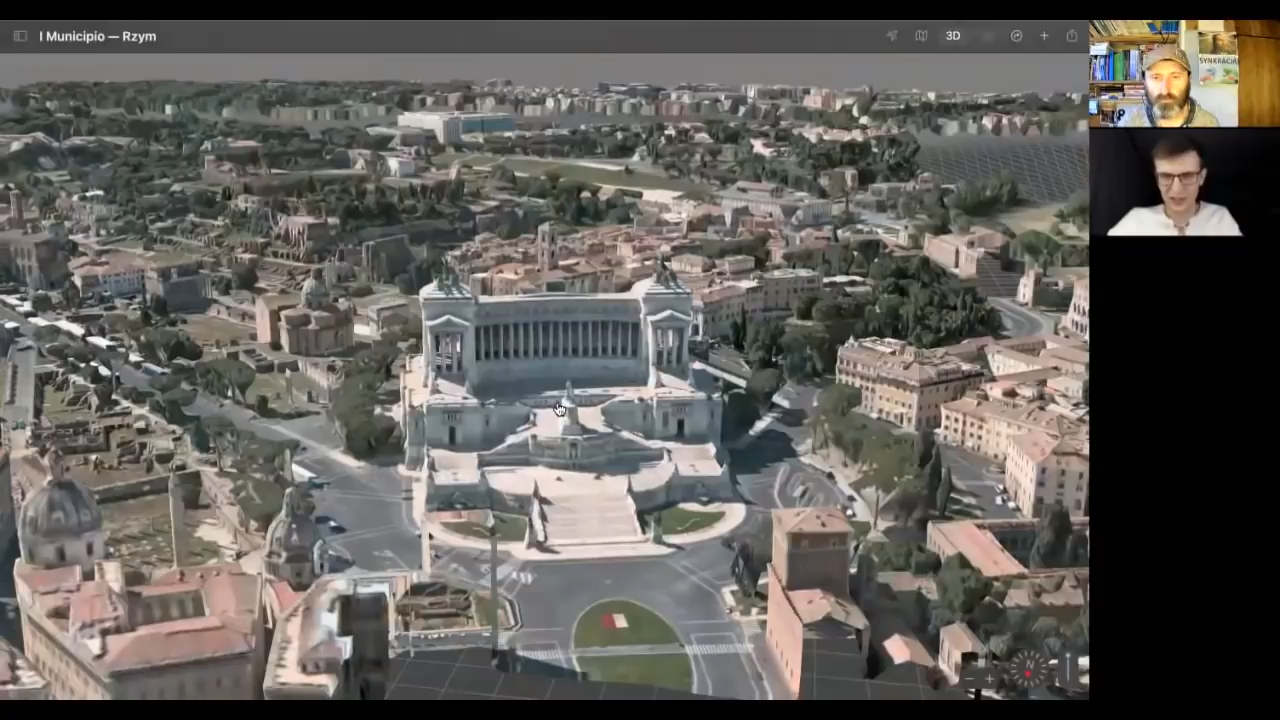 I Municipio — Rzym
3D
SYNKRACJA
N